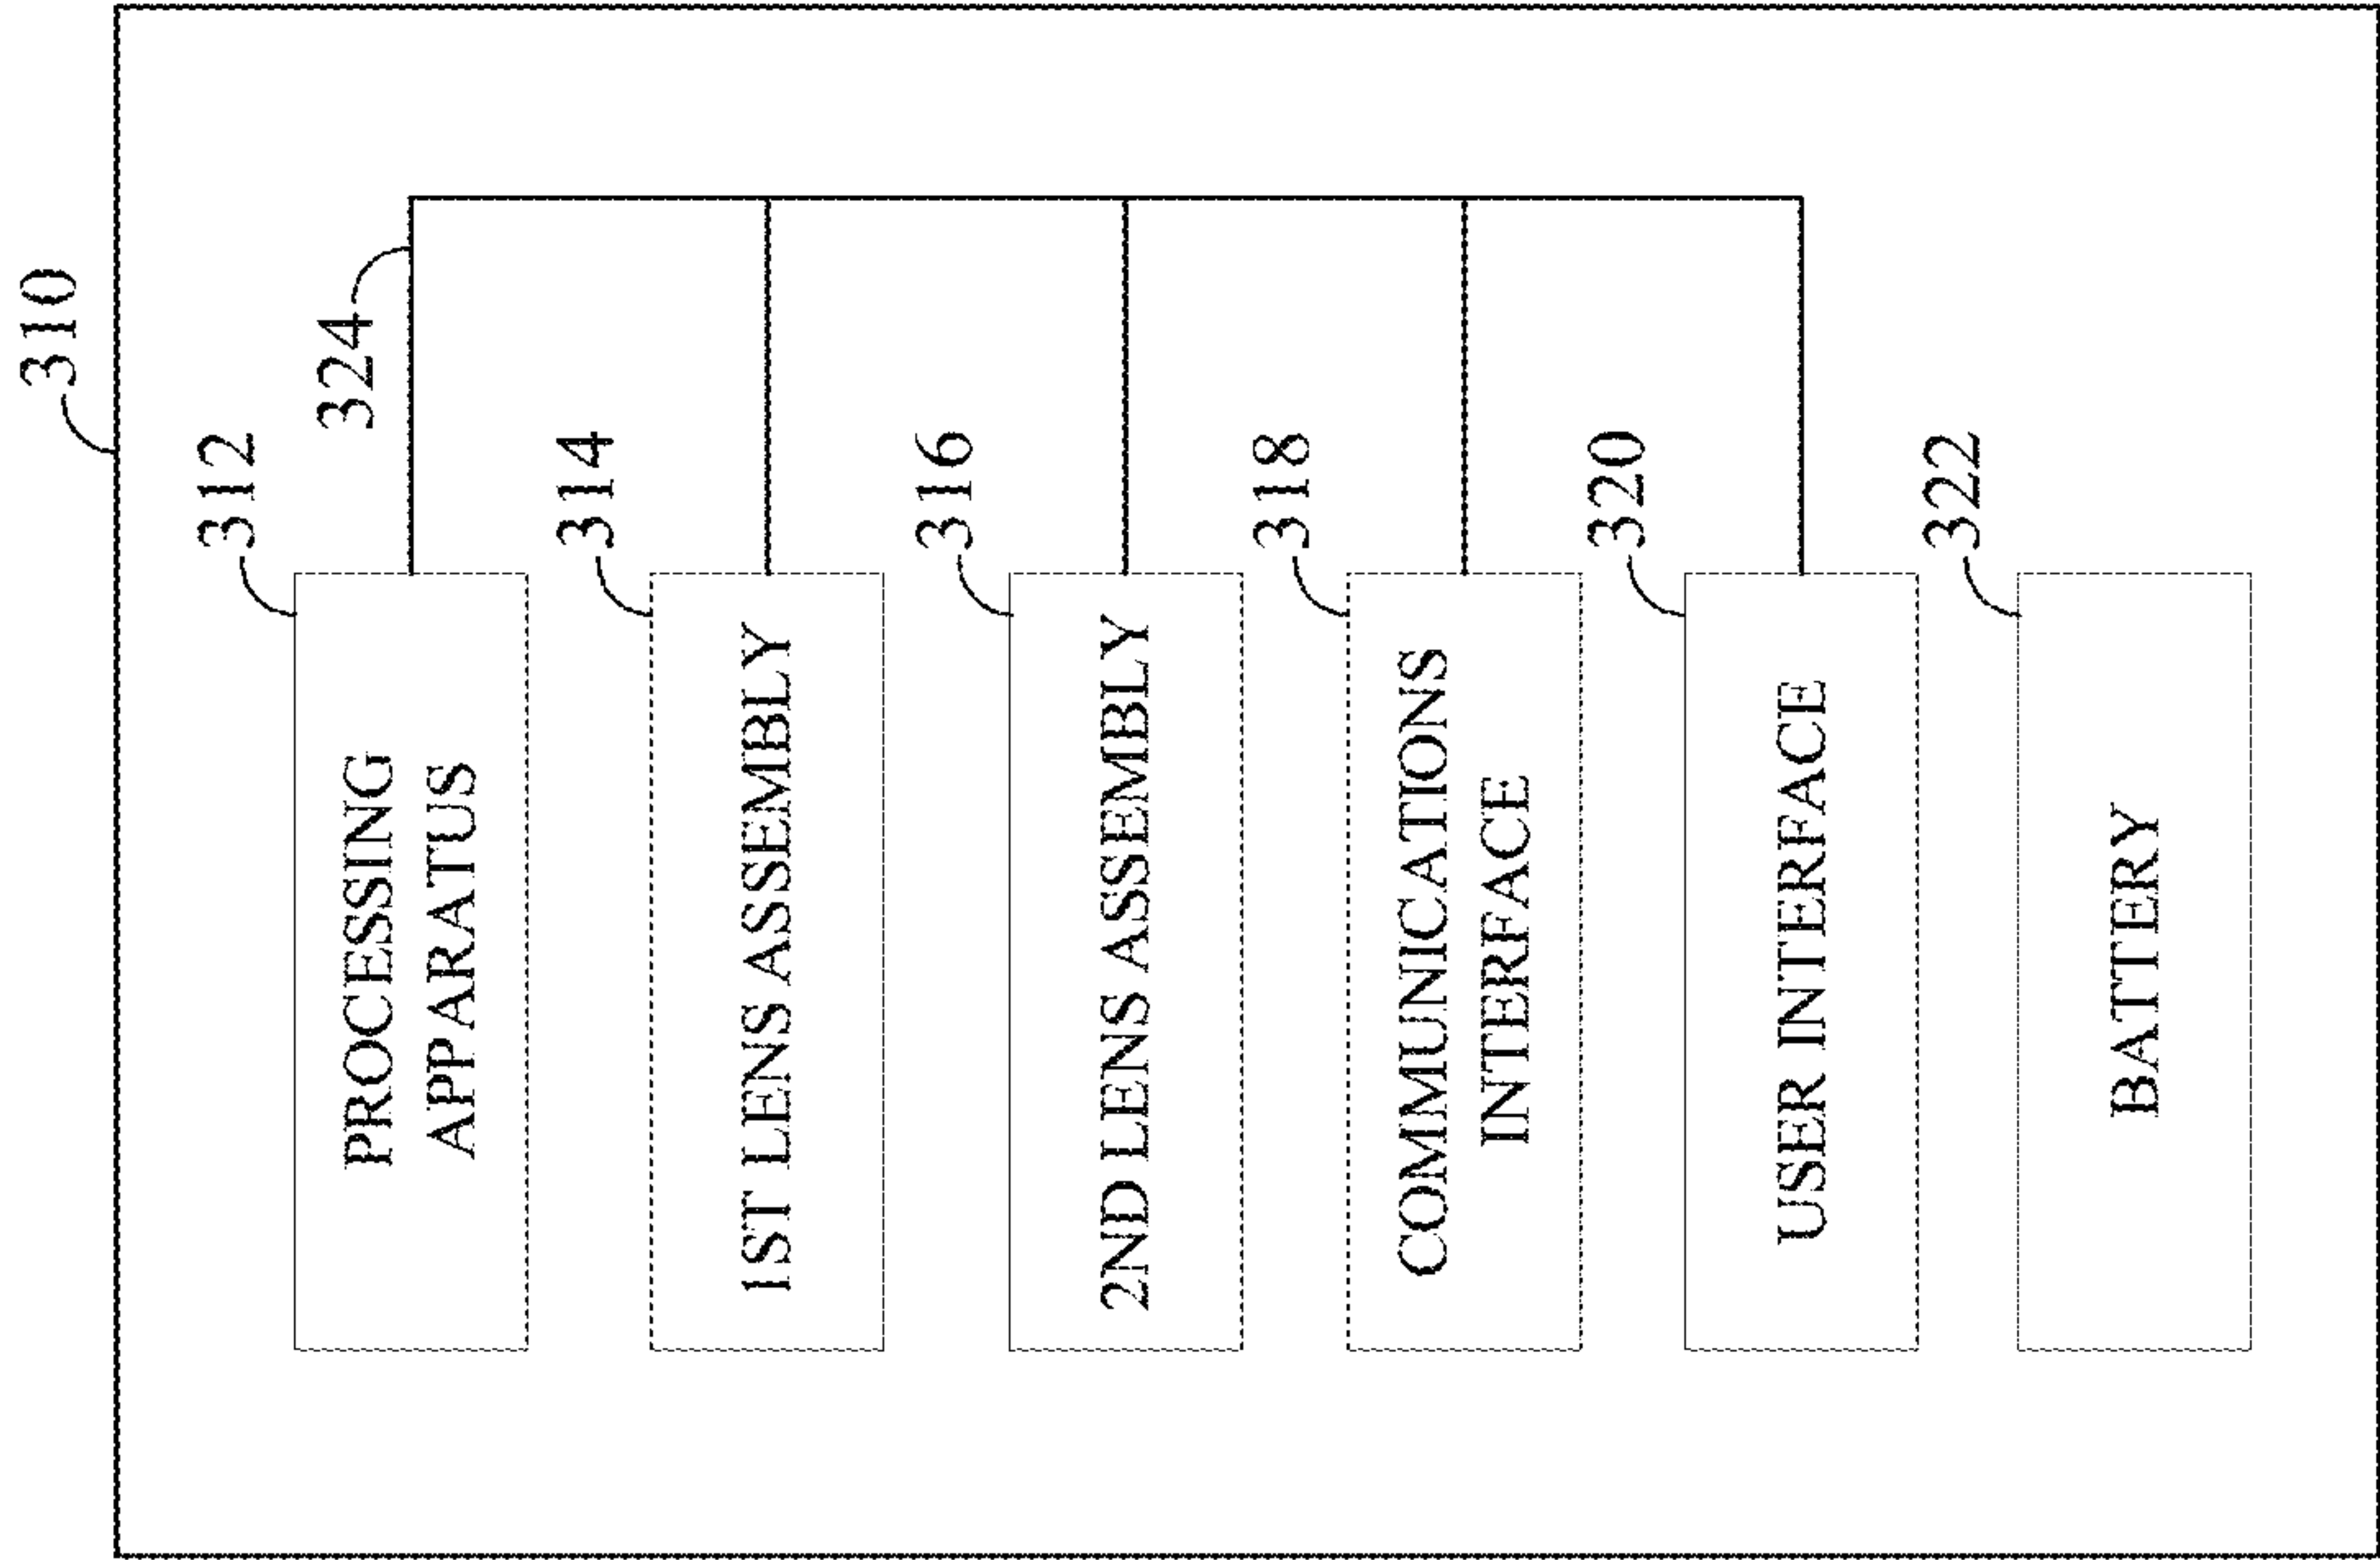 310
312
PROCESSING
APPARATUS
324
314
1ST LENS ASSEMBLY
316
2ND LENS ASSEMBLY
318
COMMUNICATIONS
INTERFACE
320
USER INTERFACE
322
BATTERY